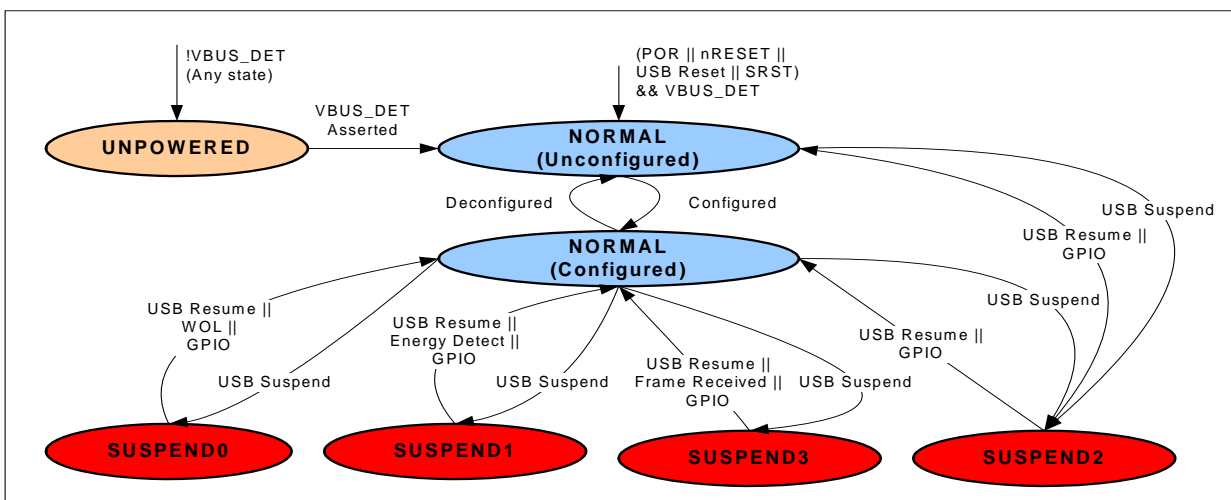 !VBUS_DET
(Any state)
(POR || nRESET ||
USB Reset || SRST)
&& VBUS_DET
VBUS_DET
Asserted
UNPOWERED
NORMAL
(Unconfigured)
Deconfigured
Configured
USB Suspend
USB Resume ||
GPIO
NORMAL
(Configured)
USB Resume ||
WOL ||
GPIO
USB Suspend
USB Resume ||
Energy Detect ||
GPIO
USB Suspend
USB Resume ||
Frame Received ||
GPIO
USB Suspend
USB Resume ||
GPIO
USB Suspend
SUSPEND0
SUSPEND1
SUSPEND3
SUSPEND2